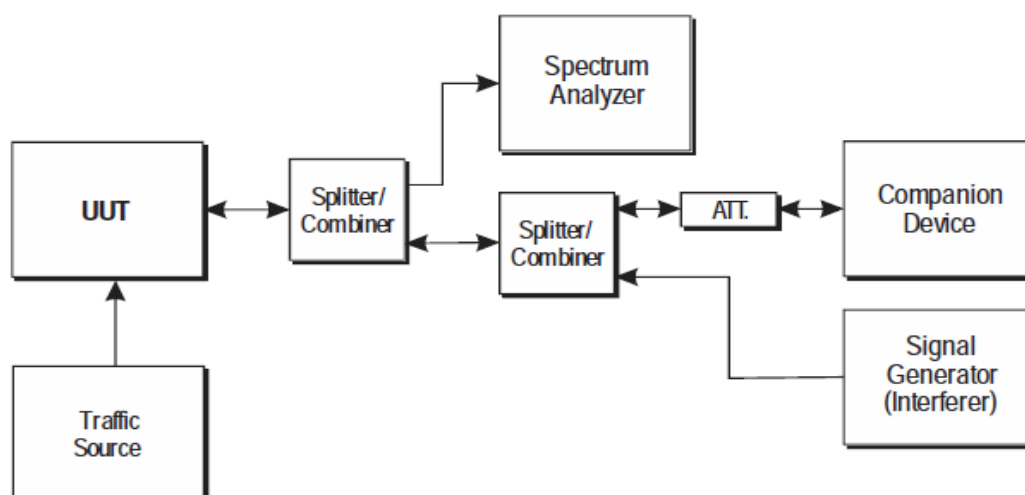 Spectrum
Analyzer
UUT
Splitter/
Combiner
Splitter/
Combiner
ATT.
Companion
Device
Signal
Generator
(Interferer)
Traffic
Source